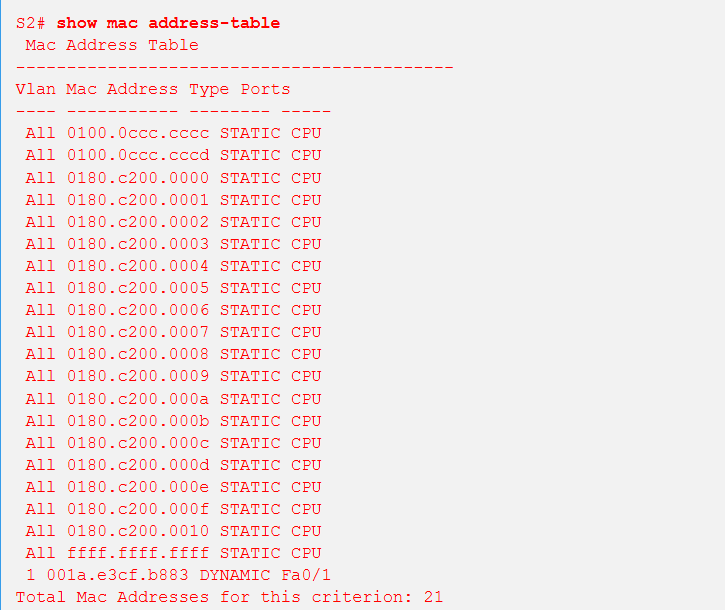 S2# show mac address-table
Mac Address Table
-------------------------------------------
Vlan Mac Address Type Ports
---- ----------- -------- -----
All 0100.0ccc.cccc STATIC CPU
All 0100.0ccc.cccd STATIC CPU
All 0180.c200.0000 STATIC CPU
All 0180.c200.0001 STATIC CPU
All 0180.c200.0002 STATIC CPU
All 0180.c200.0003 STATIC CPU
All 0180.c200.0004 STATIC CPU
All 0180.c200.0005 STATIC CPU
All 0180.c200.0006 STATIC CPU
All 0180.c200.0007 STATIC CPU
All 0180.c200.0008 STATIC CPU
All 0180.c200.0009 STATIC CPU
All 0180.c200.000a STATIC CPU
All 0180.c200.000b STATIC CPU
All 0180.c200.000c STATIC CPU
All 0180.c200.000d STATIC CPU
All 0180.c200.000e STATIC CPU
All 0180.c200.000f STATIC CPU
All 0180.c200.0010 STATIC CPU
All ffff.ffff.ffff STATIC CPU
1 001a.e3cf.b883 DYNAMIC Fa0/1
Total Mac Addresses for this criterion: 21